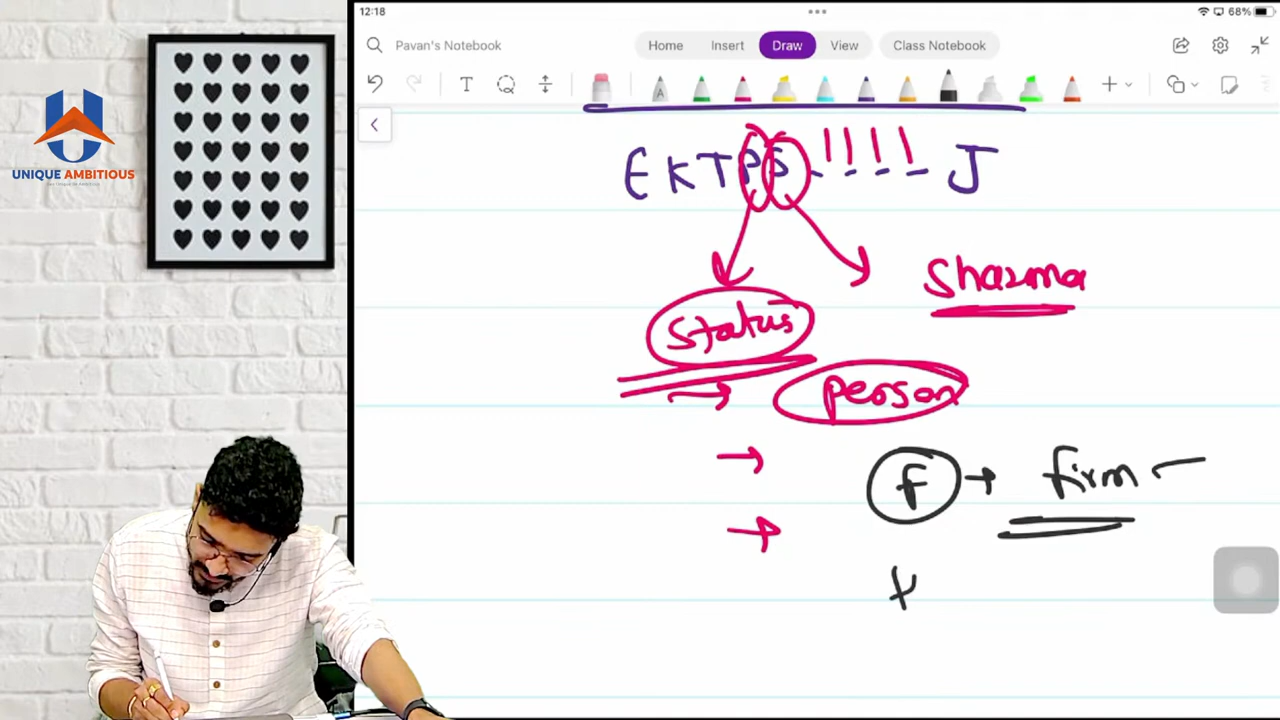 12:18
68%
Pavan's Notebook
Home Insert Draw View Class Notebook
T
A
UNIQUE AMBITIOUS
EKTPS J
Sharma
Status
person
f → firm